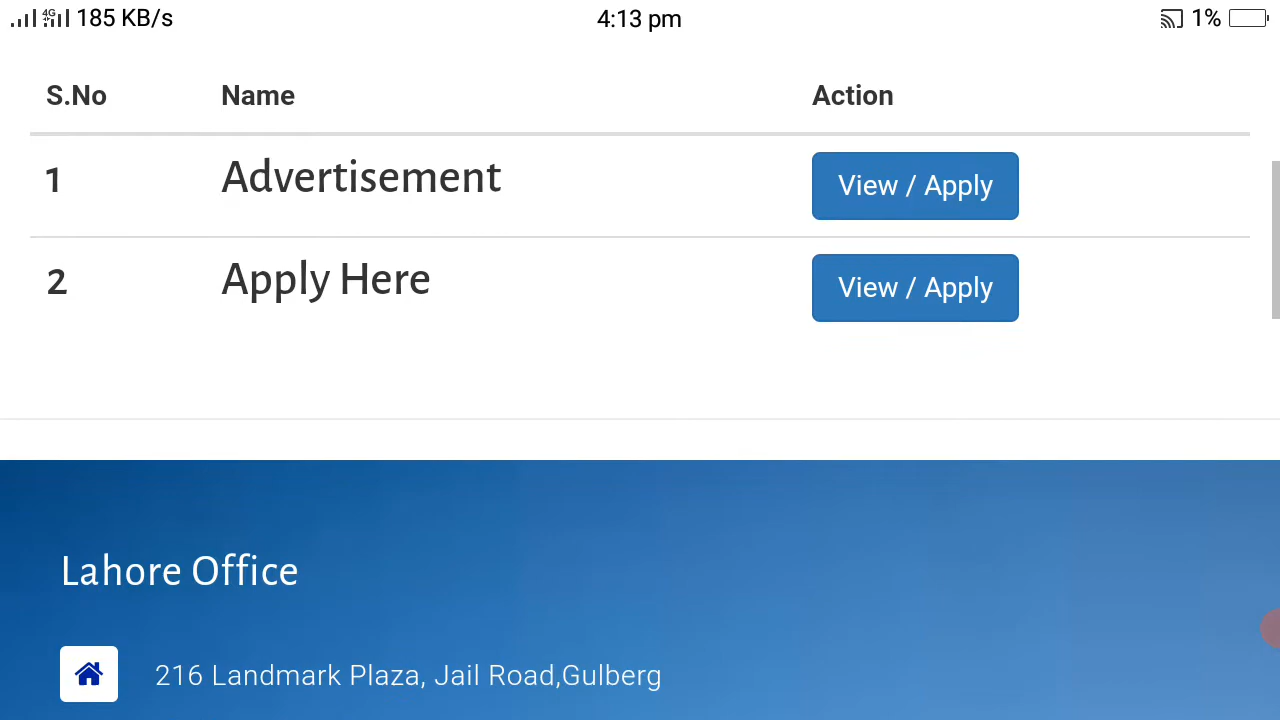 4G 185 KB/s 4:13 pm 1%
S.No Name Action
1 Advertisement View / Apply
2 Apply Here View / Apply
Lahore Office
216 Landmark Plaza, Jail Road,Gulberg